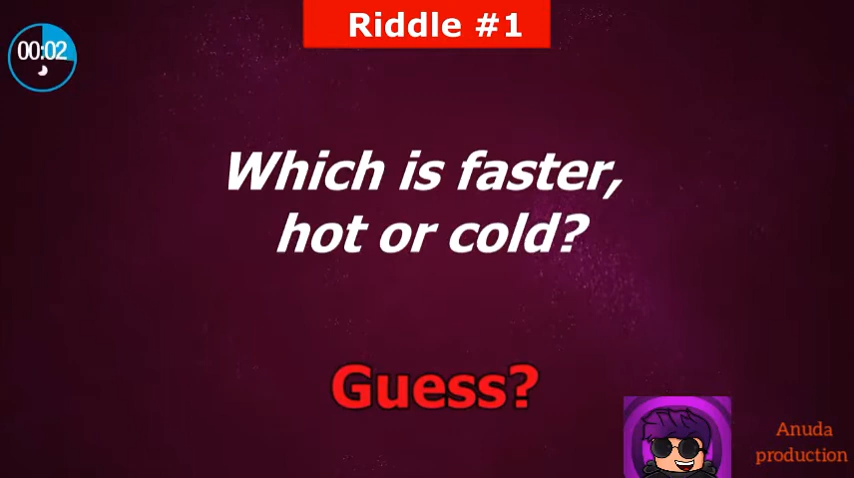 Riddle #1
00:02
Which is faster,
hot or cold?
Guess?
Anuda
production